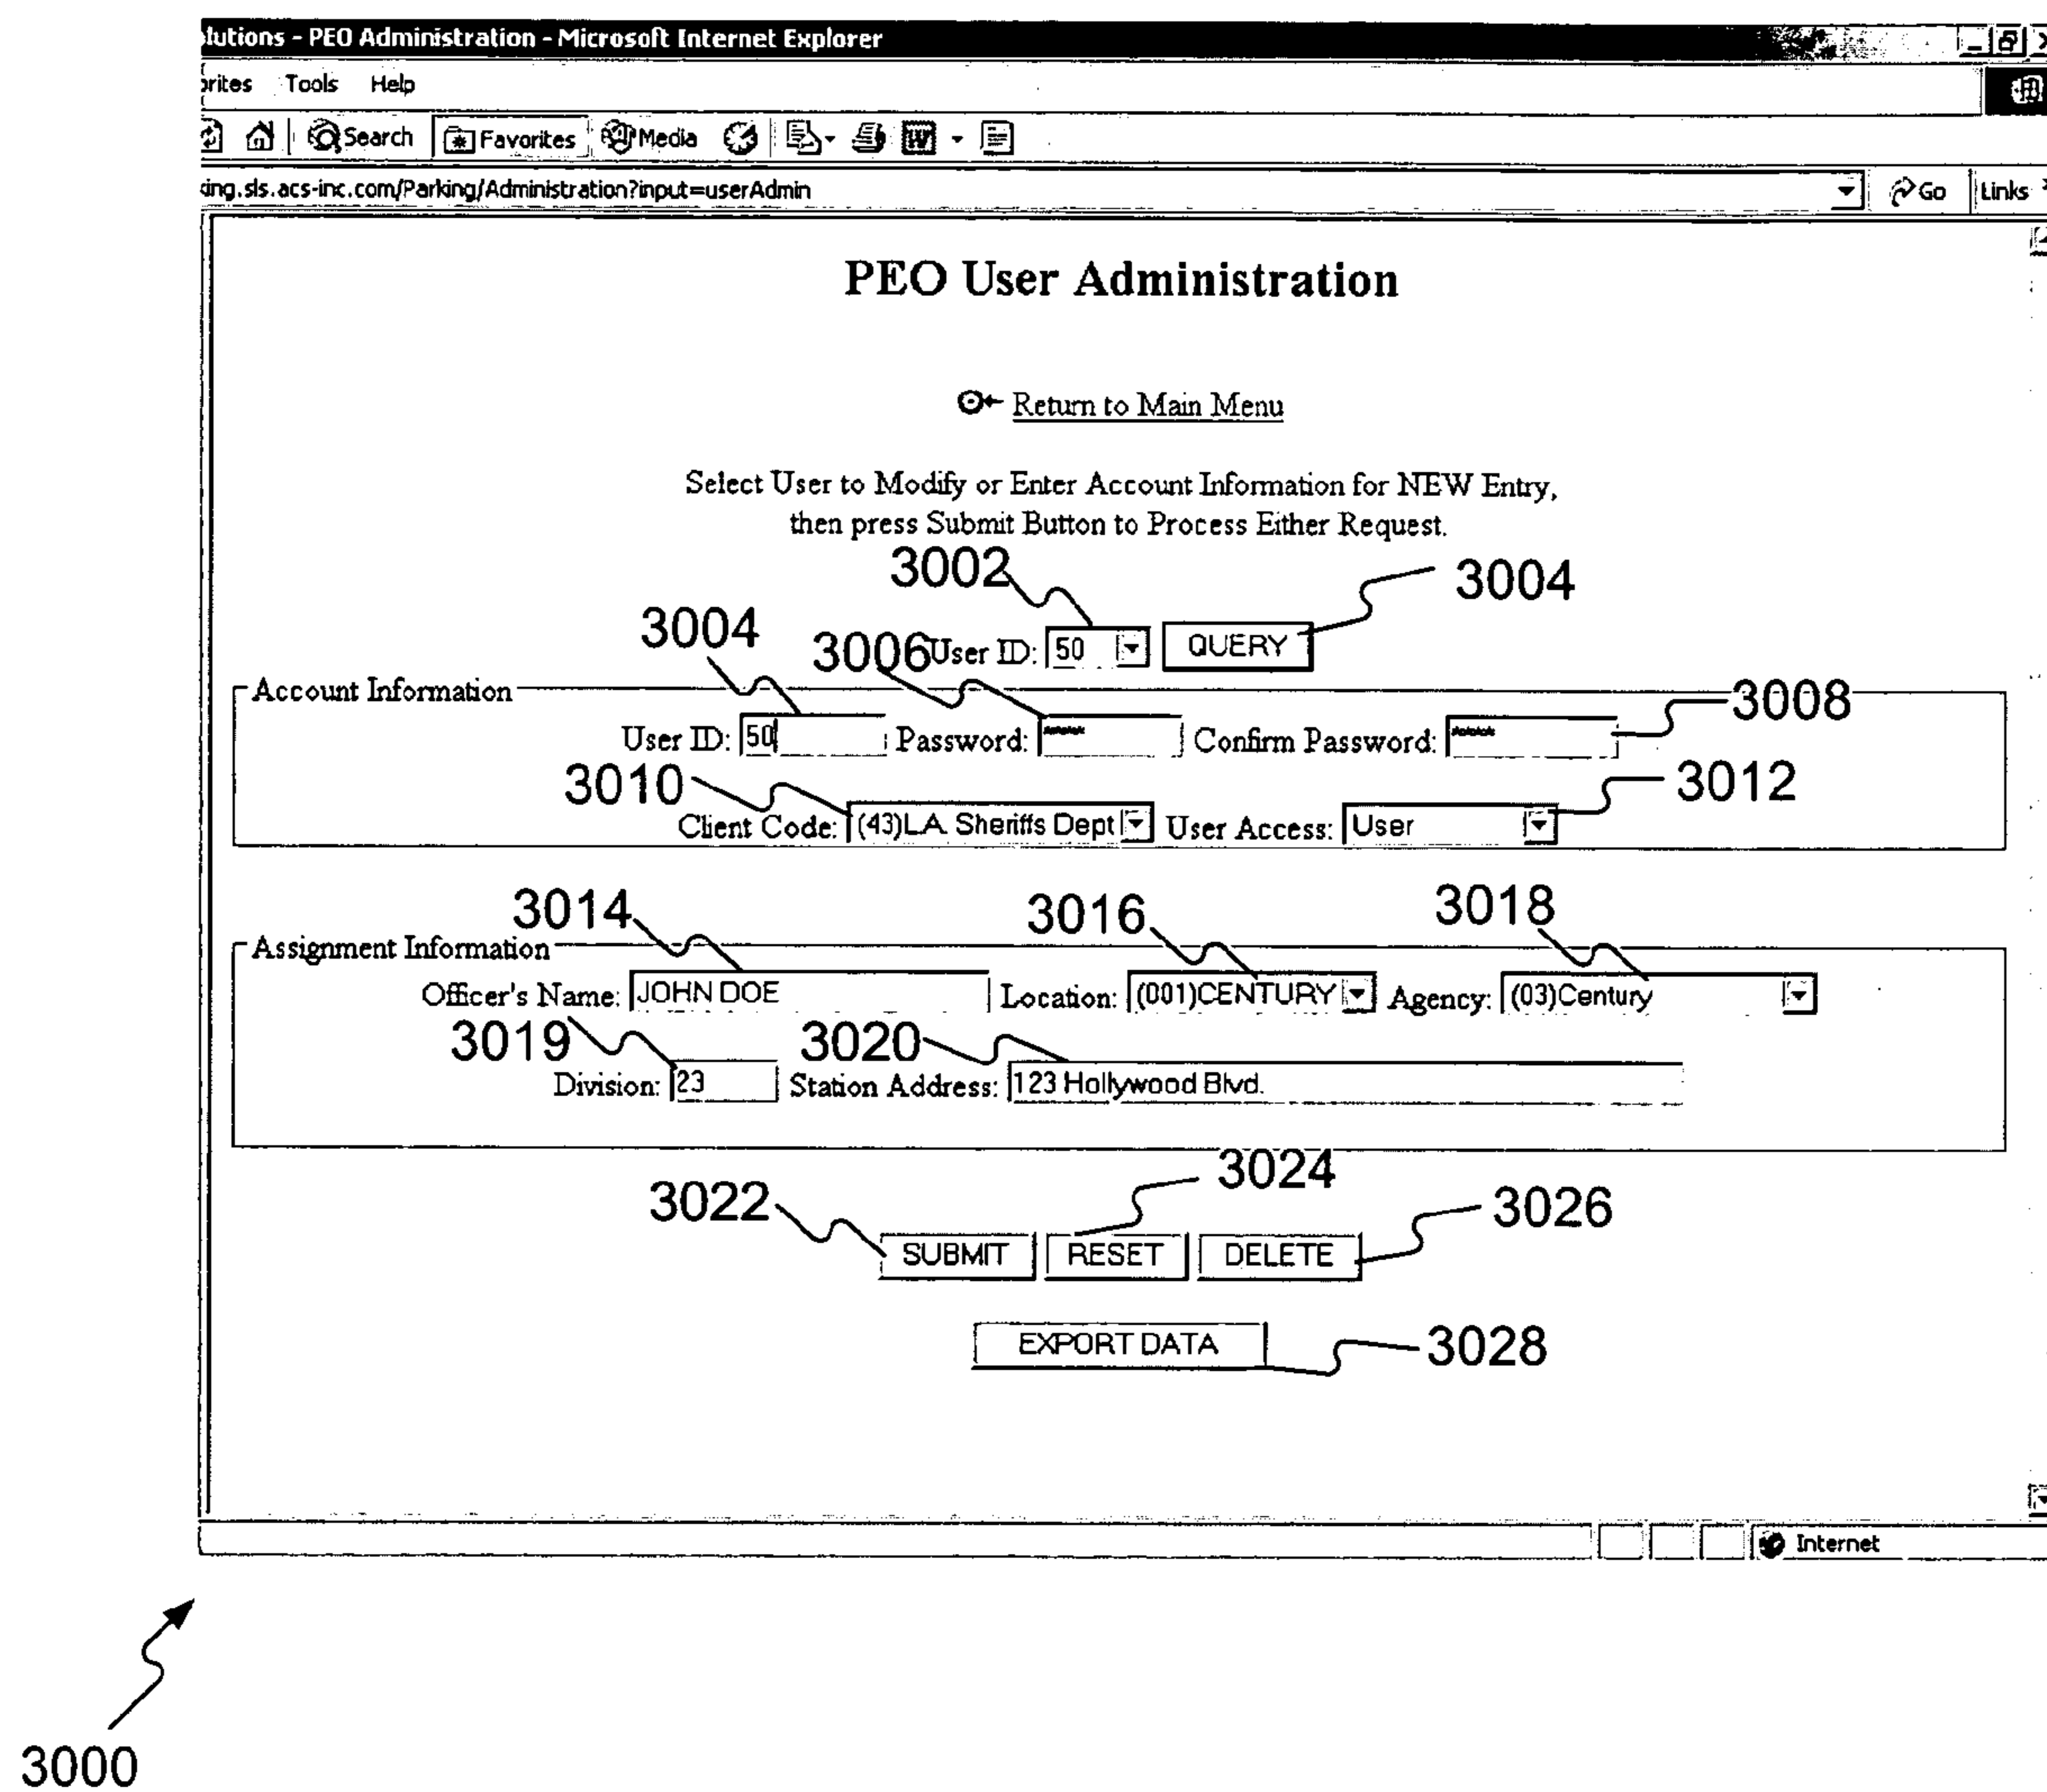 lutions - PEO Administration - Microsoft Internet Explorer
orites Tools Help
Search Favorites Media
king.sls.acs-inc.com/Parking/Administration?input=userAdmin Go Links
PEO User Administration
Return to Main Menu
Select User to Modify or Enter Account Information for NEW Entry,
then press Submit Button to Process Either Request.
3002 3004
3004 3006 User ID: 50 QUERY
Account Information 3008
User ID: 50 Password: ***** Confirm Password: *****
3010 3012
Client Code: (43)L.A. Sheriffs Dept User Access: User
3014 3016 3018
Assignment Information
Officer's Name: JOHN DOE Location: (001)CENTURY Agency: (03)Century
3019 3020
Division: 23 Station Address: 123 Hollywood Blvd.
3024
3022 3026
SUBMIT RESET DELETE
EXPORT DATA 3028
Internet
3000